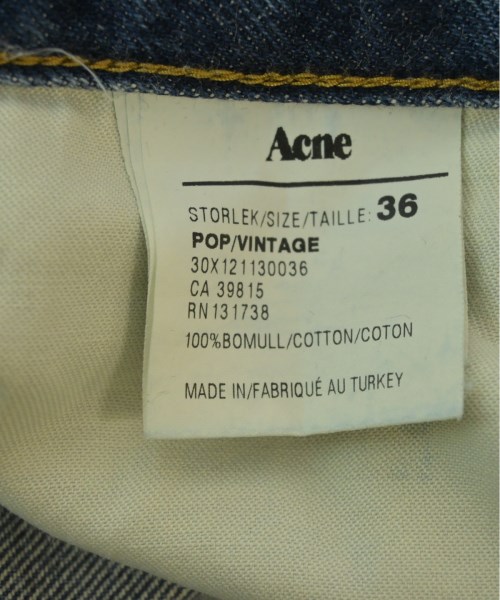 Acne
STORLEK/SIZE/TAILLE: 36
POP/VINTAGE
30X121130036
CA 39815
RN131738
100%BOMULL/COTTON/COTON
MADE IN/FABRIQUÉ AU TURKEY